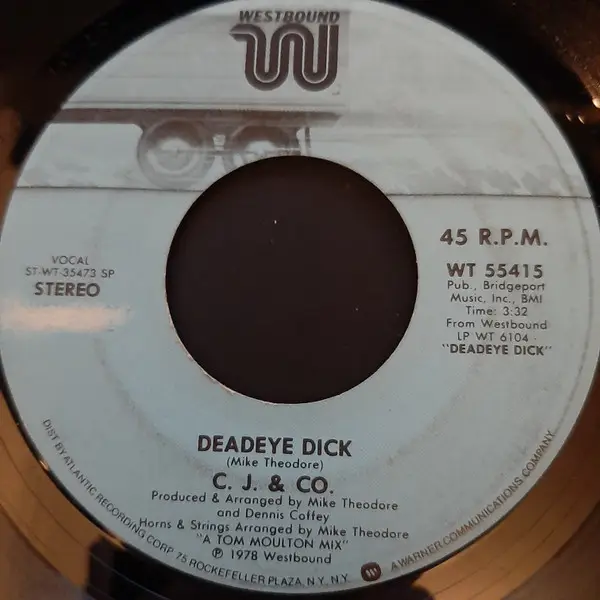 WESTBOUND
W
45 R.P.M.
VOCAL
ST-WT-35473 SP
STEREO
WT 55415
Pub., Bridgeport
Music, Inc., BMI
Time: 3:32
From Westbound
LP WT 6104 -
"DEADEYE DICK"
DEADEYE DICK
(Mike Theodore)
C. J. & CO.
Produced & Arranged by Mike Theodore
and Dennis Coffey
Horns & Strings Arranged by Mike Theodore
"A TOM MOULTON MIX"
℗ 1978 Westbound
DIST BY ATLANTIC RECORDING CORP 75 ROCKEFELLER PLAZA, N.Y., N.Y. W A WARNER COMMUNICATIONS COMPANY